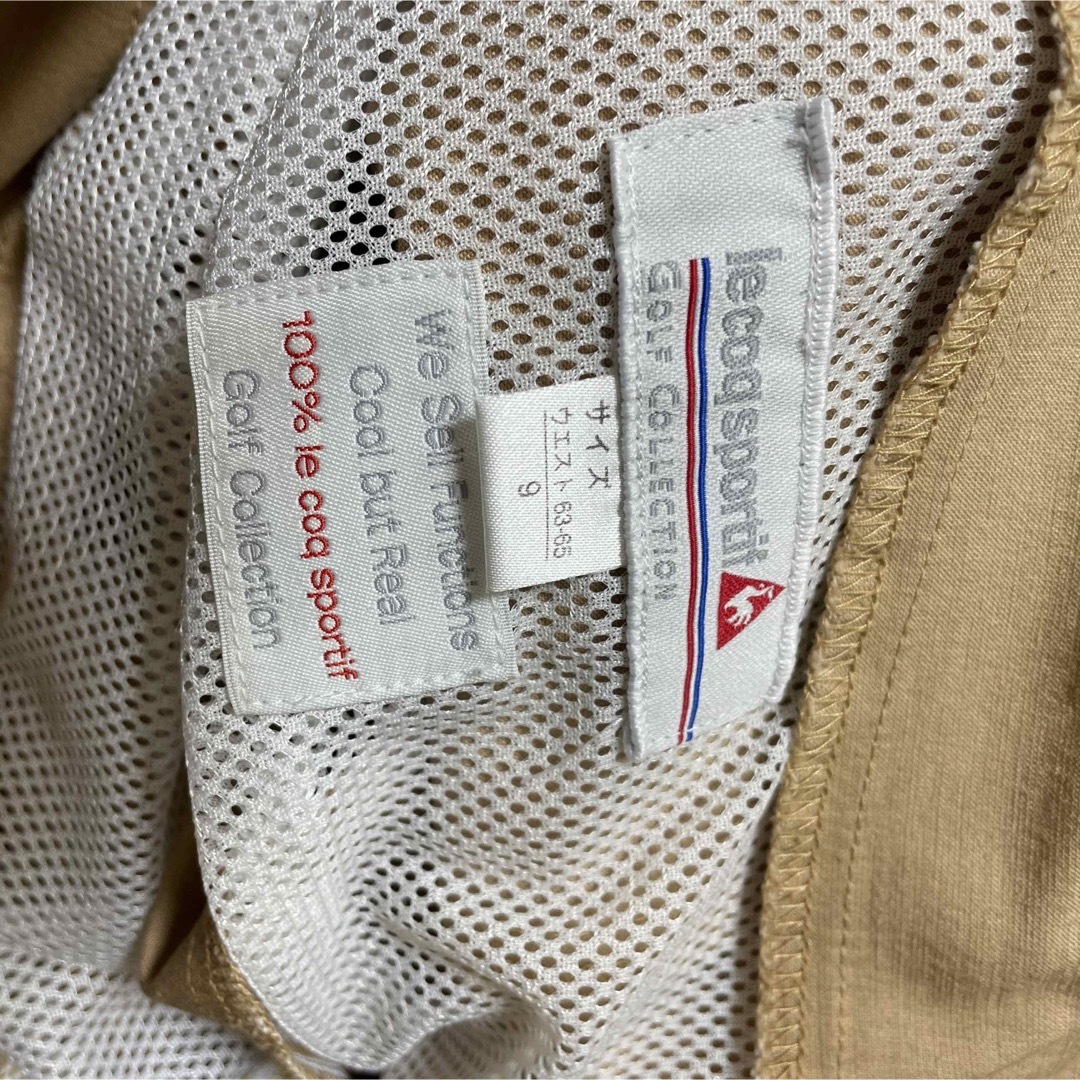 le coq sportif
GOLF COLLECTION
サイズ
ウエスト・63-65
9
We Sell Functions
Cool but Real
100% le coq sportif
Golf Collection